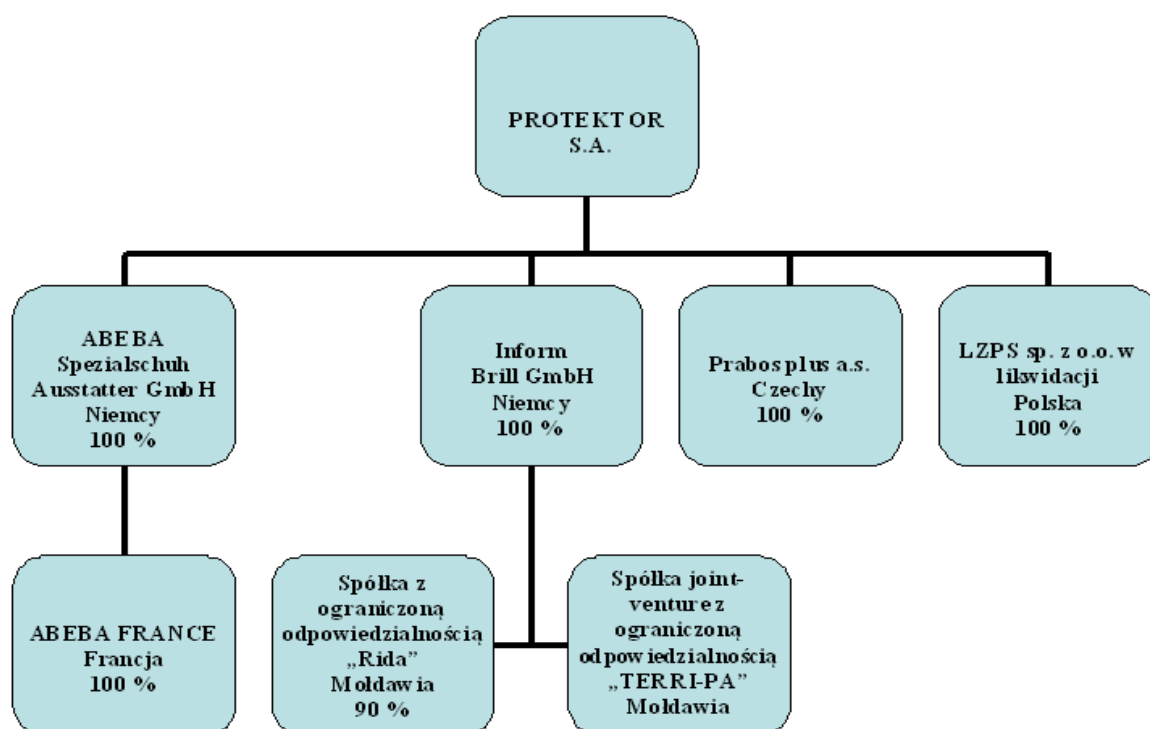 PROTEKTOR
S.A.
ABEBA
Spezialschuh
Ausstatter GmbH
Niemcy
100 %
Inform
Brill GmbH
Niemcy
100 %
Prabos plus a.s.
Czechy
100 %
LZPS sp. z o.o. w
likwidacji
Polska
100 %
ABEBA FRANCE
Francja
100 %
Spółka z
ograniczoną
odpowiedzialnością
„Rida”
Mołdawia
90 %
Spółka joint-
venture z
ograniczoną
odpowiedzialnością
„TERRI-PA”
Mołdawia